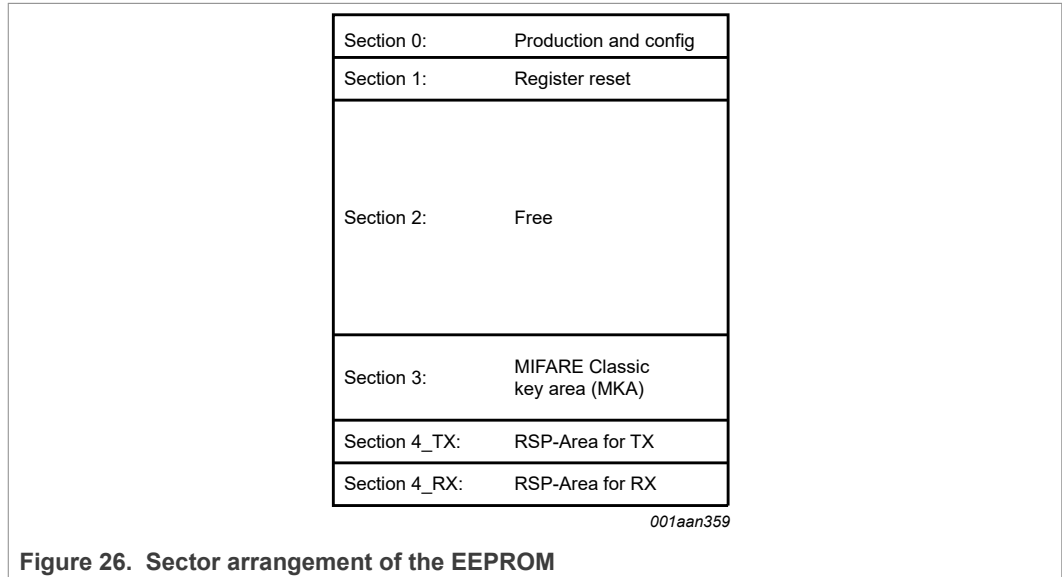 Section 0: Production and config
Section 1: Register reset
Section 2: Free
Section 3: MIFARE Classic
key area (MKA)
Section 4_TX: RSP-Area for TX
Section 4_RX: RSP-Area for RX
001aan359
Figure 26. Sector arrangement of the EEPROM